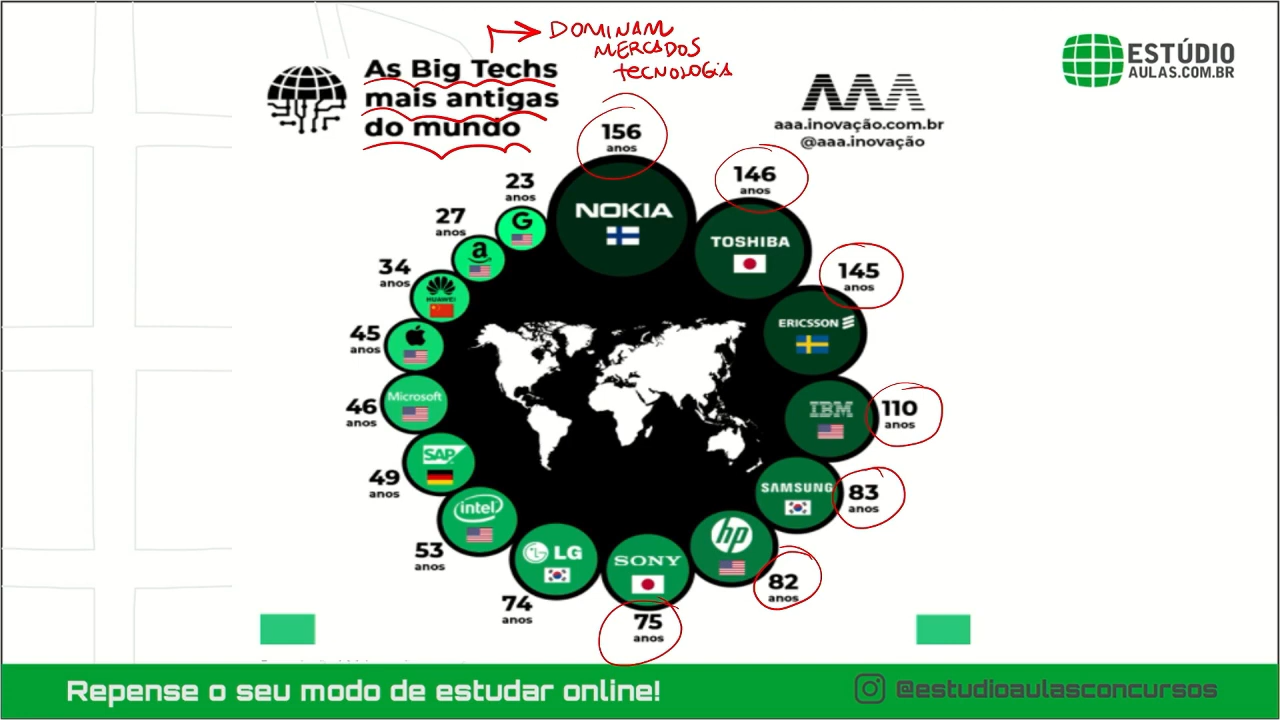 DOMINAM
MERCADOS
TECNOLOGIA
As Big Techs
mais antigas
do mundo
ESTÚDIO
AULAS.COM.BR
AAA
aaa.inovação.com.br
@aaa.inovação
156
anos
NOKIA
146
anos
TOSHIBA
145
anos
ERICSSON
110
anos
IBM
83
anos
SAMSUNG
82
anos
hp
75
anos
SONY
74
anos
LG
53
anos
intel
49
anos
SAP
46
anos
Microsoft
45
anos
34
anos
HUAWEI
27
anos
a
23
anos
G
Repense o seu modo de estudar online!
@estudioaulasconcursos